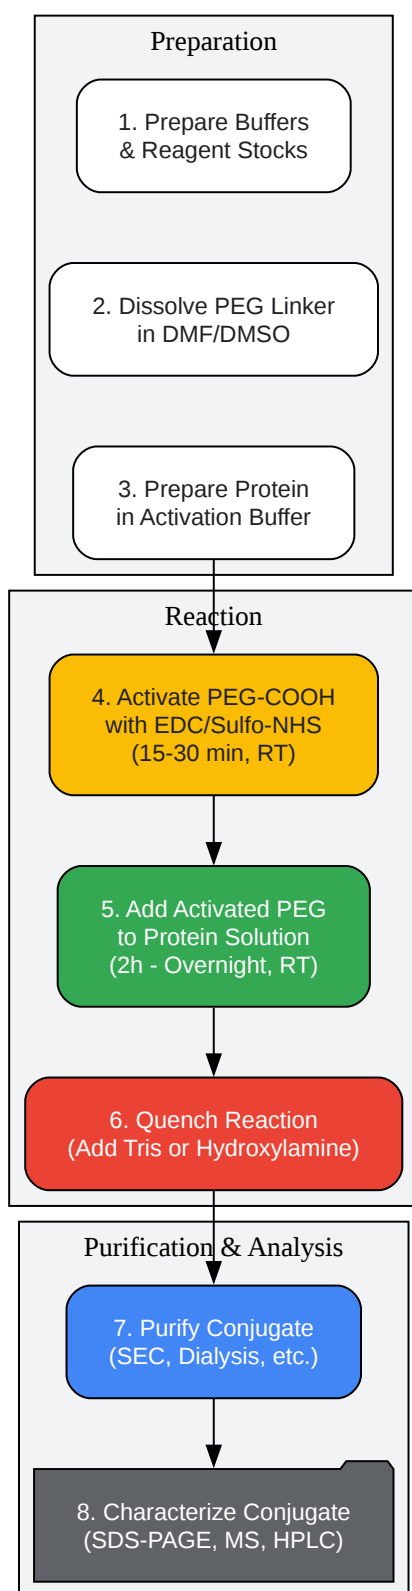 Preparation
1. Prepare Buffers
& Reagent Stocks
2. Dissolve PEG Linker
in DMF/DMSO
3. Prepare Protein
in Activation Buffer
Reaction
4. Activate PEG-COOH
with EDC/Sulfo-NHS
(15-30 min, RT)
5. Add Activated PEG
to Protein Solution
(2h - Overnight, RT)
6. Quench Reaction
(Add Tris or Hydroxylamine)
Purification & Analysis
7. Purify Conjugate
(SEC, Dialysis, etc.)
8. Characterize Conjugate
(SDS-PAGE, MS, HPLC)